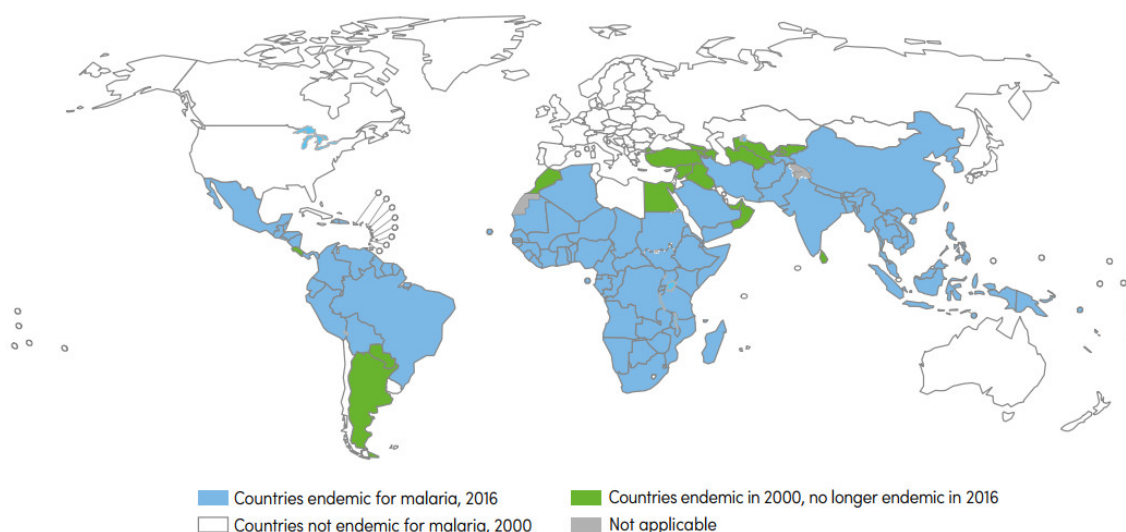 Countries endemic for malaria, 2016
Countries endemic in 2000, no longer endemic in 2016
Countries not endemic for malaria, 2000
Not applicable